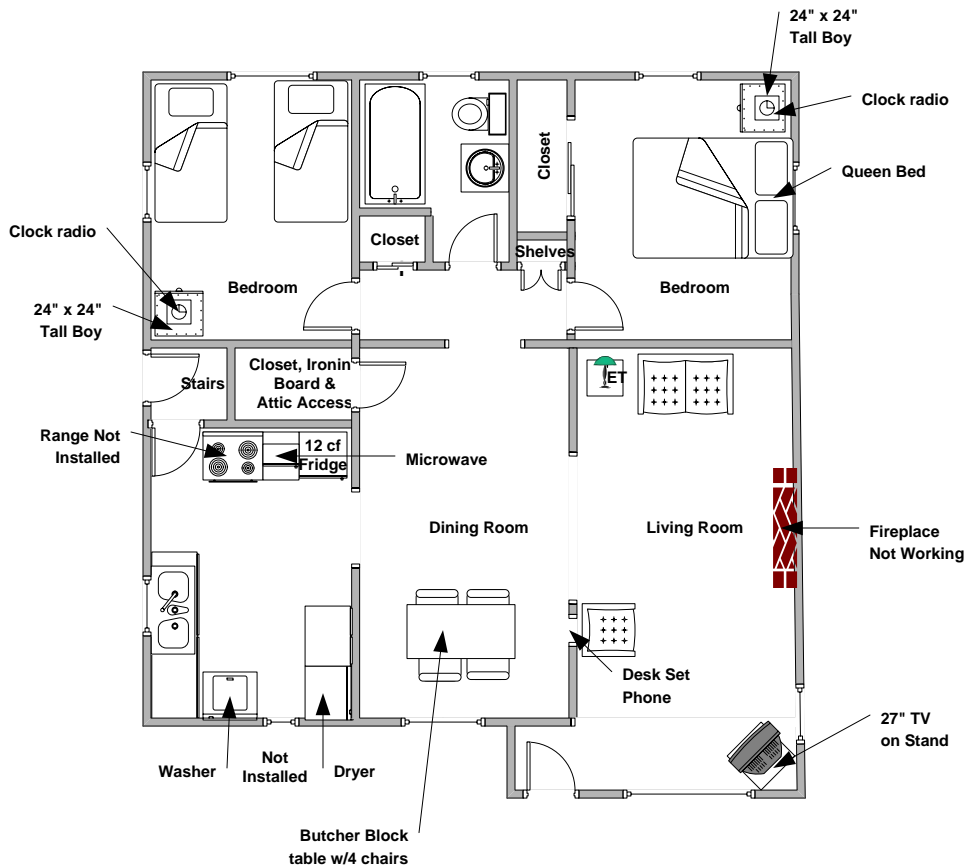 24" x 24"
Tall Boy
Clock radio
Queen Bed
Closet
Closet
Shelves
Clock radio
24" x 24"
Tall Boy
Bedroom
Bedroom
Stairs
Closet, Ironin
Board &
Attic Access
ET
Range Not
Installed
12 cf
Fridge
Microwave
Dining Room
Living Room
Fireplace
Not Working
Desk Set
Phone
27" TV
on Stand
Washer
Not
Installed
Dryer
Butcher Block
table w/4 chairs